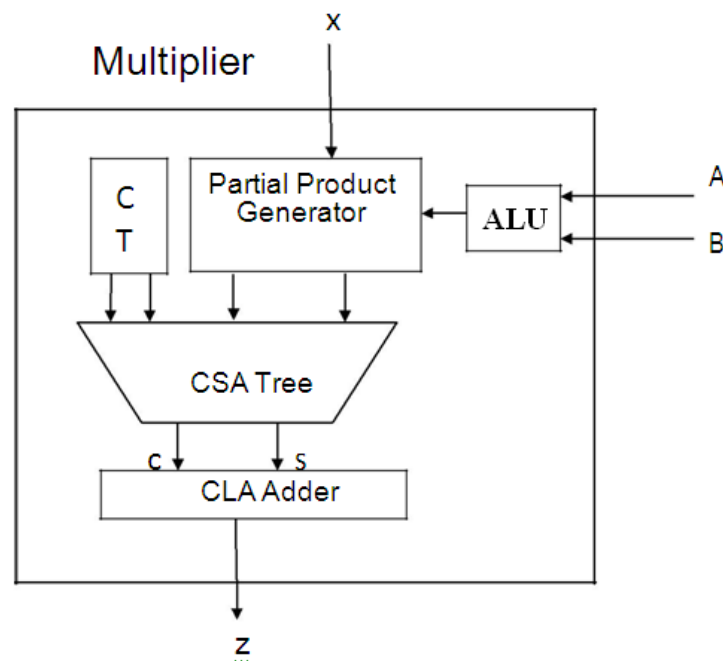 X
Multiplier
A
B
C
T
Partial Product
Generator
ALU
CSA Tree
C
S
CLA Adder
z